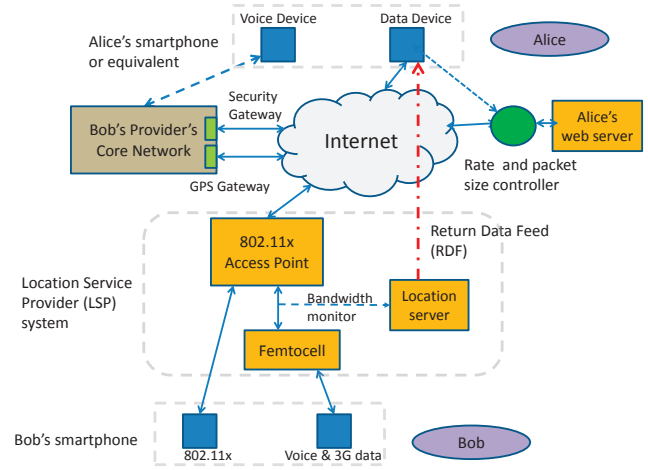 Voice Device
Data Device
Alice's smartphone
or equivalent
Alice
Security
Gateway
Bob's Provider's
Core Network
Internet
Alice's
web server
GPS Gateway
Rate and packet
size controller
802.11x
Access Point
Return Data Feed
(RDF)
Location Service
Provider (LSP)
system
Bandwidth
monitor
Location
server
Femtocell
Bob's smartphone
802.11x
Voice & 3G data
Bob